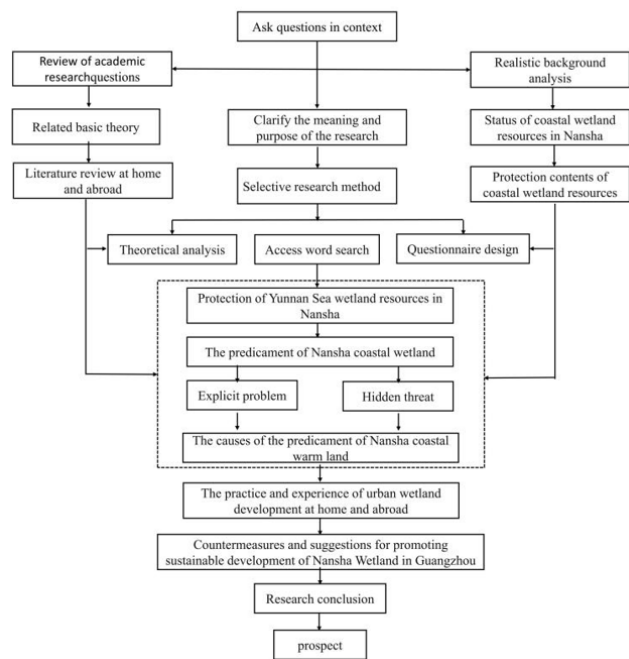 Ask questions in context
Review of academic
researchquestions
Realistic background
analysis
Related basic theory
Clarify the meaning and
purpose of the research
Status of coastal wetland
resources in Nansha
Literature review at home
and abroad
Selective research method
Protection contents of
coastal wetland resources
Theoretical analysis
Access word search
Questionnaire design
Protection of Yunnan Sea wetland resources in
Nansha
The predicament of Nansha coastal wetland
Explicit problem
Hidden threat
The causes of the predicament of Nansha coastal
warm land
The practice and experience of urban wetland
development at home and abroad
Countermeasures and suggestions for promoting
sustainable development of Nansha Wetland in Guangzhou
Research conclusion
prospect